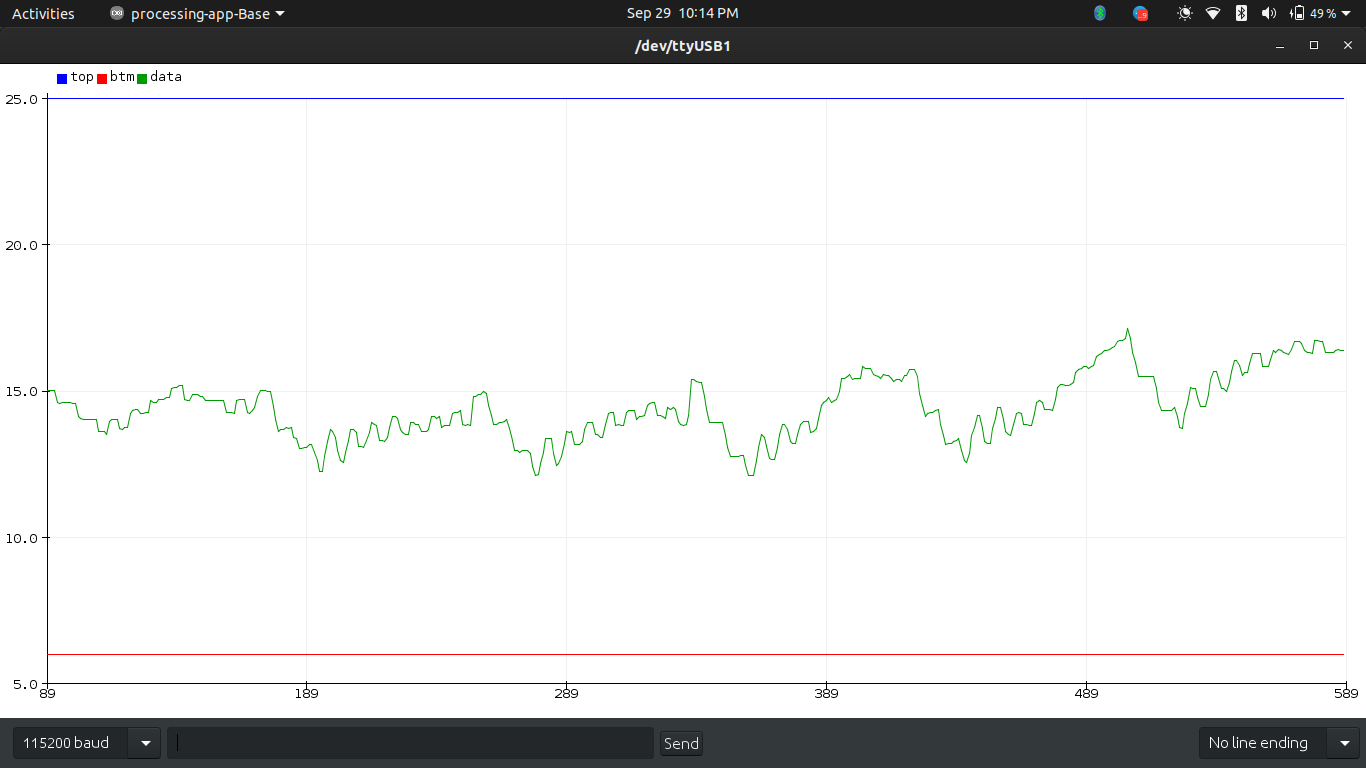 Activities processing-app-Base Sep 29 10:14 PM 49 %
/dev/ttyUSB1
top btm data
25.0
20.0
15.0
10.0
5.0
89 189 289 389 489 589
115200 baud Send No line ending